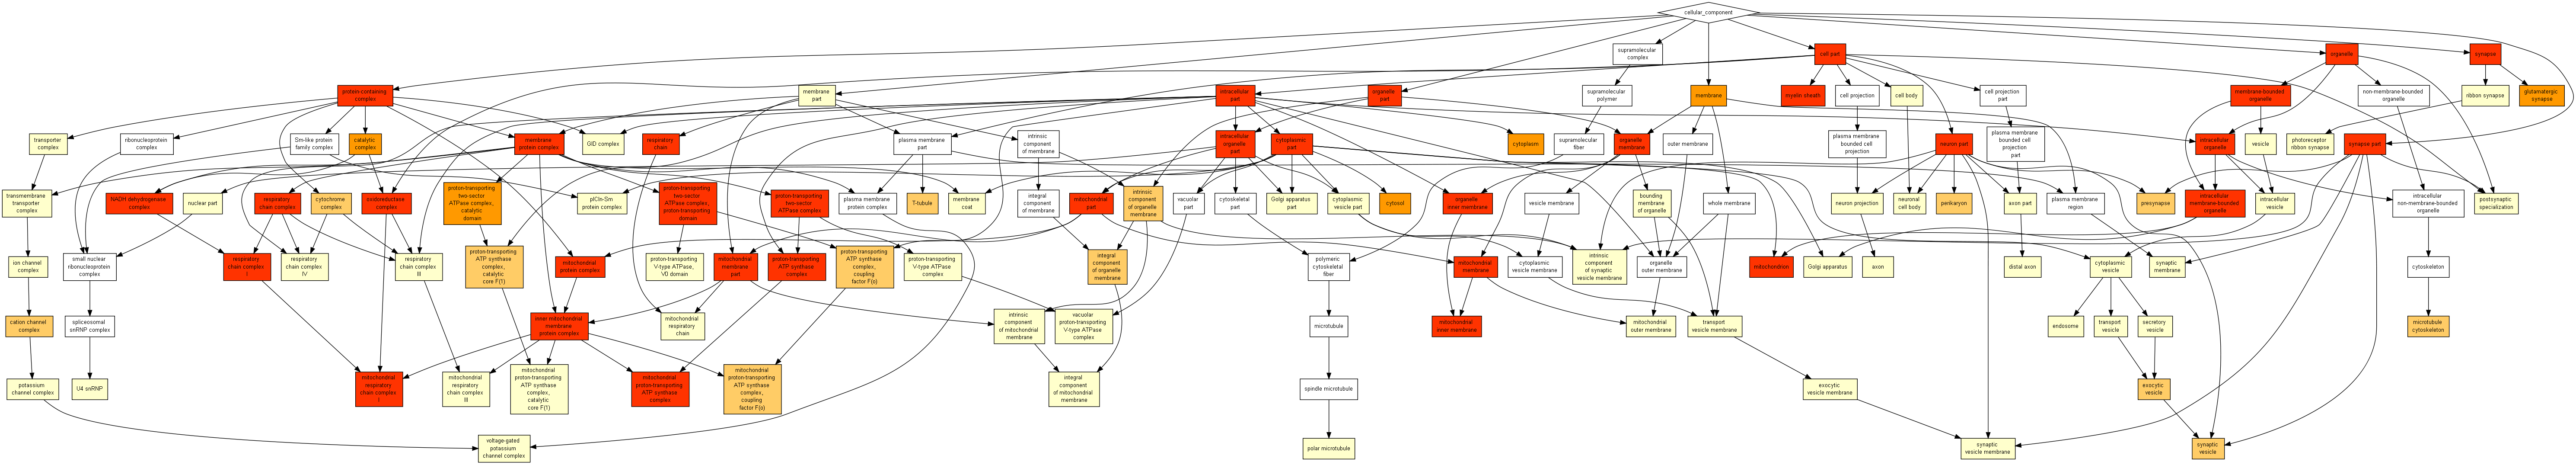 cellular_component
supramolecular
complex
cell part
organelle
synapse
protein-containing
complex
membrane
part
intracellular
part
organelle
part
supramolecular
polymer
membrane
myelin sheath
cell projection
cell body
cell projection
part
membrane-bounded
organelle
non-membrane-bounded
organelle
ribbon synapse
glutamatergic
synapse
transporter
complex
ribonucleoprotein
complex
Sm-like protein
family complex
catalytic
complex
membrane
protein complex
GID complex
respiratory
chain
plasma membrane
part
intrinsic
component
of membrane
intracellular
organelle
part
cytoplasmic
part
cytoplasm
supramolecular
fiber
organelle
membrane
outer membrane
plasma membrane
bounded cell
projection
neuron part
plasma membrane
bounded cell
projection
part
intracellular
organelle
vesicle
photoreceptor
ribbon synapse
synapse part
transmembrane
transporter
complex
NADH dehydrogenase
complex
nuclear part
respiratory
chain complex
cytochrome
complex
oxidoreductase
complex
proton-transporting
two-sector
ATPase complex,
catalytic
domain
pICln-Sm
protein complex
proton-transporting
two-sector
ATPase complex,
proton-transporting
domain
proton-transporting
two-sector
ATPase complex
plasma membrane
protein complex
T-tubule
membrane
coat
integral
component
of membrane
mitochondrial
part
intrinsic
component
of organelle
membrane
vacuolar
part
cytoskeletal
part
Golgi apparatus
part
cytoplasmic
vesicle part
cytosol
organelle
inner membrane
vesicle membrane
bounding
membrane
of organelle
whole membrane
neuron projection
neuronal
cell body
perikaryon
axon part
plasma membrane
region
presynapse
intracellular
membrane-bounded
organelle
intracellular
vesicle
intracellular
non-membrane-bounded
organelle
postsynaptic
specialization
ion channel
complex
small nuclear
ribonucleoprotein
complex
respiratory
chain complex
I
respiratory
chain complex
IV
respiratory
chain complex
III
proton-transporting
ATP synthase
complex,
catalytic
core F(1)
mitochondrial
protein complex
proton-transporting
V-type ATPase,
V0 domain
mitochondrial
membrane
part
proton-transporting
ATP synthase
complex
proton-transporting
ATP synthase
complex,
coupling
factor F(o)
proton-transporting
V-type ATPase
complex
integral
component
of organelle
membrane
polymeric
cytoskeletal
fiber
mitochondrial
membrane
cytoplasmic
vesicle membrane
intrinsic
component
of synaptic
vesicle membrane
organelle
outer membrane
mitochondrion
Golgi apparatus
axon
distal axon
cytoplasmic
vesicle
synaptic
membrane
cytoskeleton
cation channel
complex
spliceosomal
snRNP complex
inner mitochondrial
membrane
protein complex
mitochondrial
respiratory
chain
intrinsic
component
of mitochondrial
membrane
vacuolar
proton-transporting
V-type ATPase
complex
microtubule
mitochondrial
inner membrane
mitochondrial
outer membrane
transport
vesicle membrane
endosome
transport
vesicle
secretory
vesicle
microtubule
cytoskeleton
potassium
channel complex
U4 snRNP
mitochondrial
respiratory
chain complex
I
mitochondrial
respiratory
chain complex
III
mitochondrial
proton-transporting
ATP synthase
complex,
catalytic
core F(1)
mitochondrial
proton-transporting
ATP synthase
complex
mitochondrial
proton-transporting
ATP synthase
complex,
coupling
factor F(o)
integral
component
of mitochondrial
membrane
spindle microtubule
exocytic
vesicle membrane
exocytic
vesicle
voltage-gated
potassium
channel complex
polar microtubule
synaptic
vesicle membrane
synaptic
vesicle